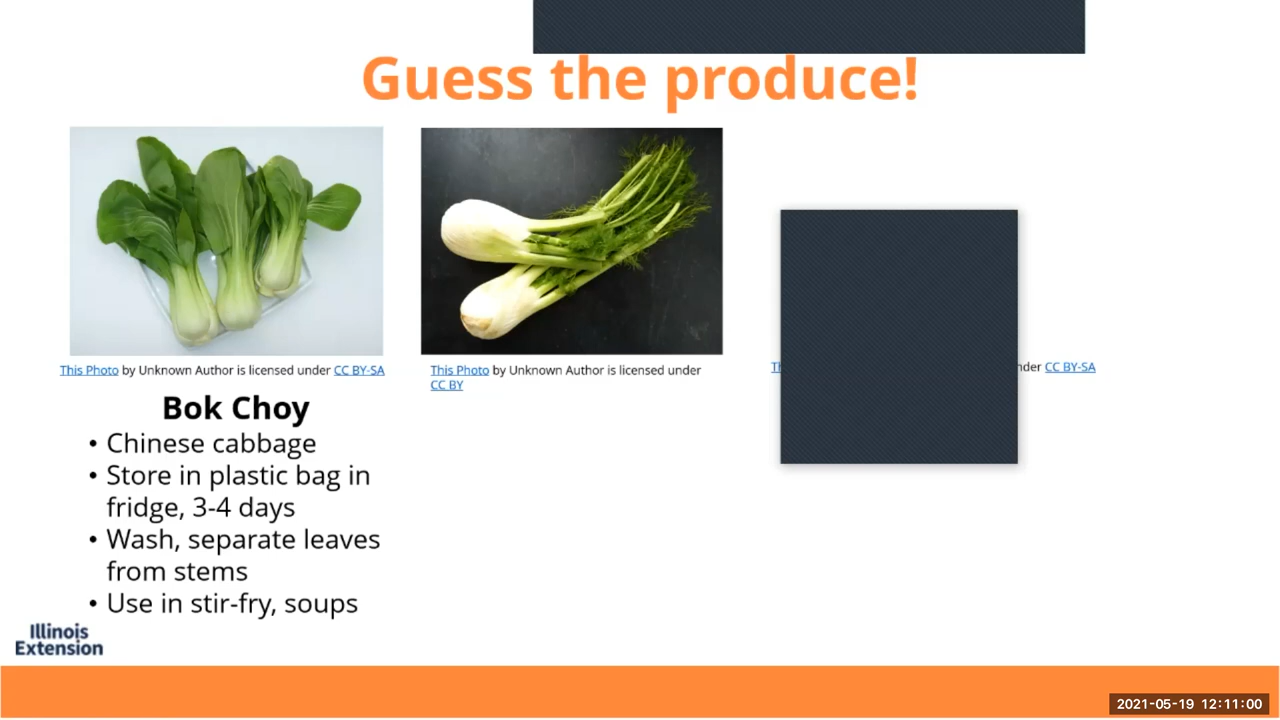 Guess the produce!
This Photo by Unknown Author is licensed under CC BY-SA
This Photo by Unknown Author is licensed under
CC BY
CC BY-SA
Bok Choy
• Chinese cabbage
• Store in plastic bag in
fridge, 3-4 days
• Wash, separate leaves
from stems
• Use in stir-fry, soups
Illinois
Extension
2021-05-19 12:11:00